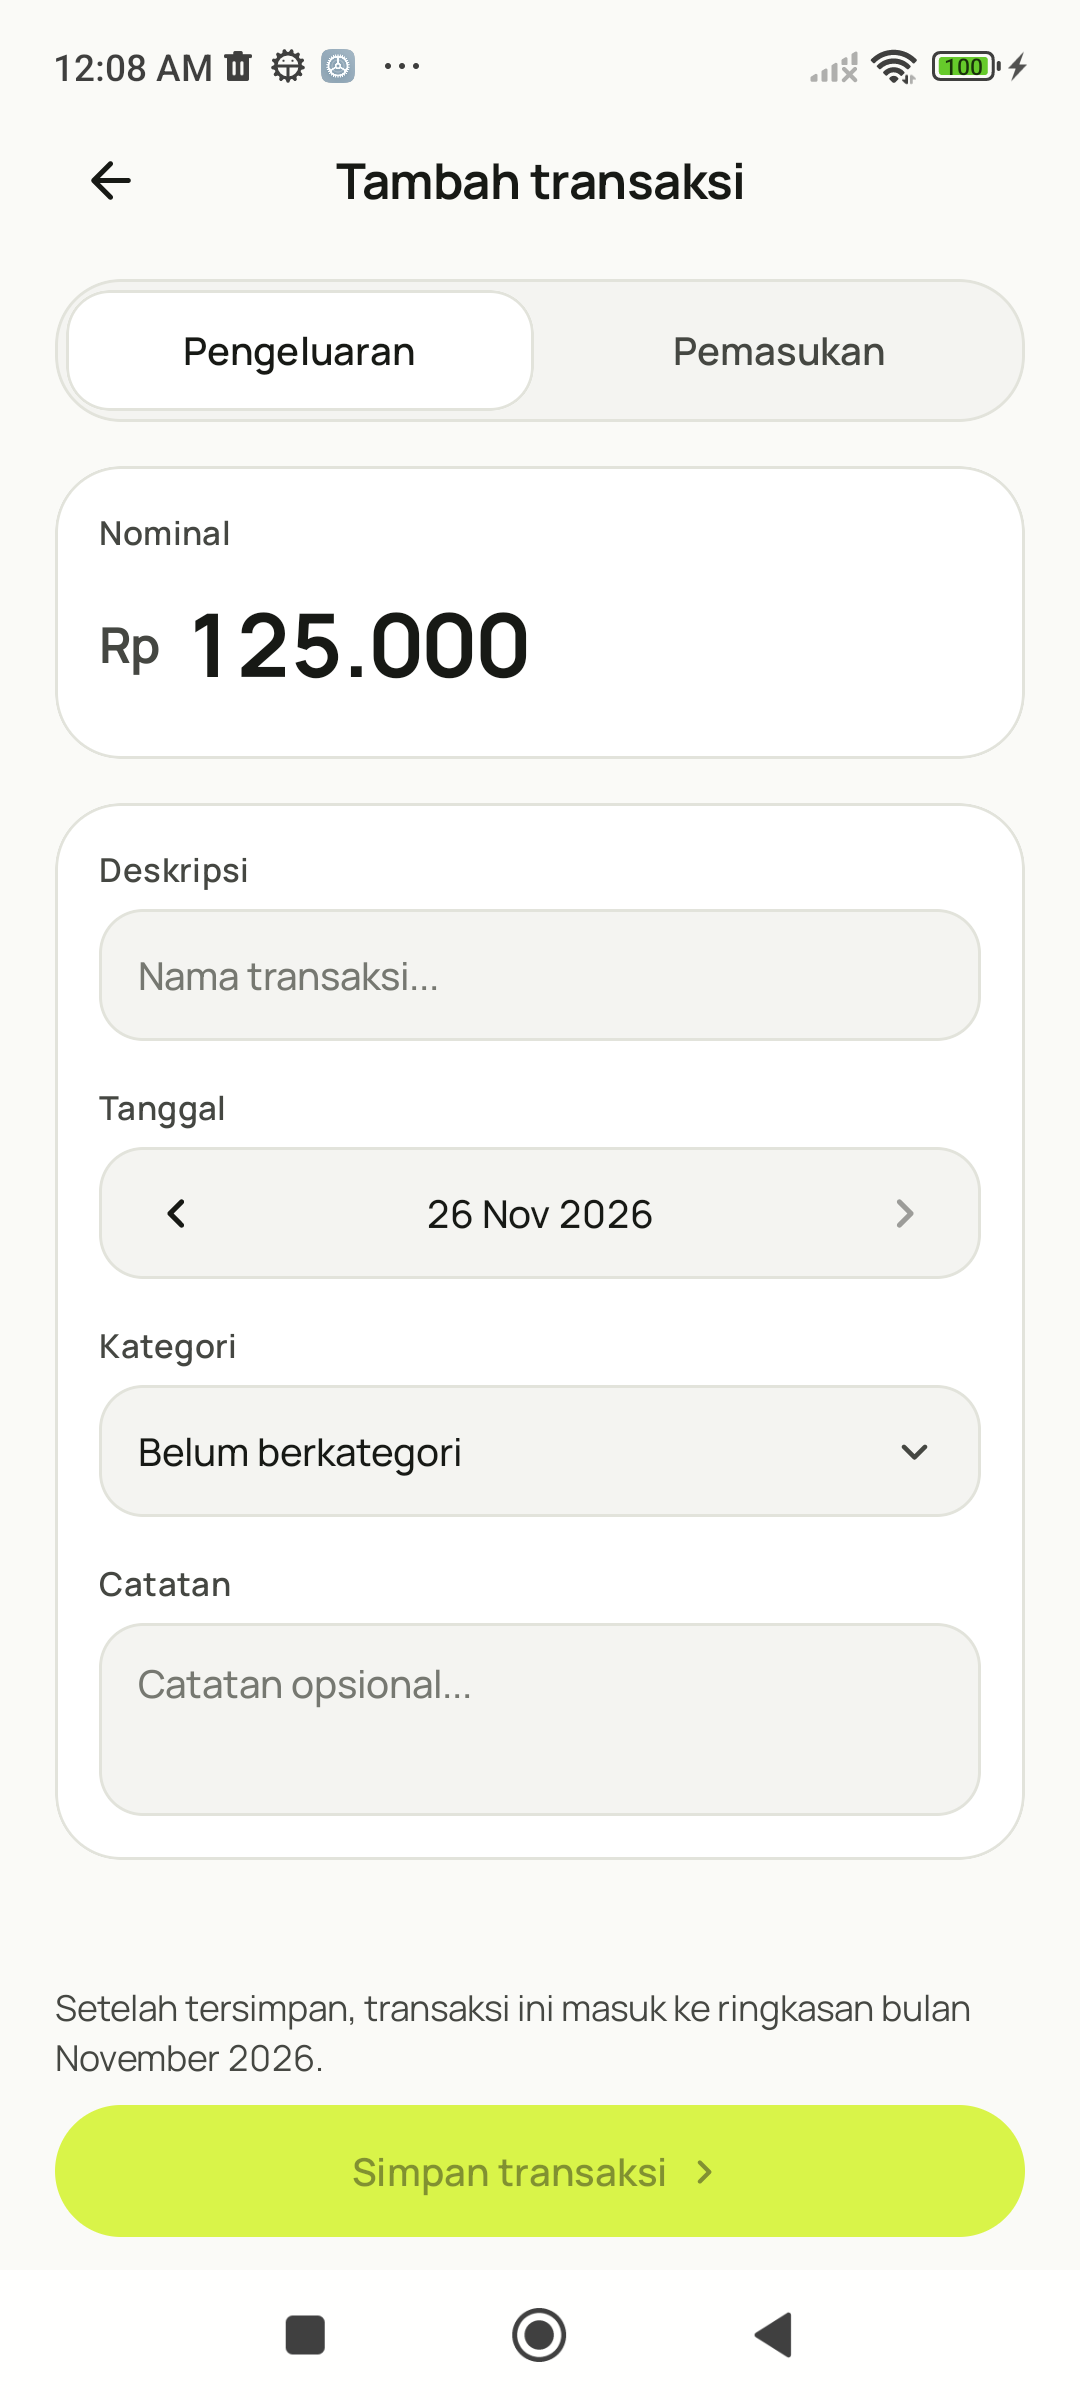 12:08 AM
100
Tambah transaksi
Pengeluaran
Pemasukan
Nominal
Rp 125.000
Deskripsi
Nama transaksi...
Tanggal
26 Nov 2026
Kategori
Belum berkategori
Catatan
Catatan opsional...
Setelah tersimpan, transaksi ini masuk ke ringkasan bulan
November 2026.
Simpan transaksi